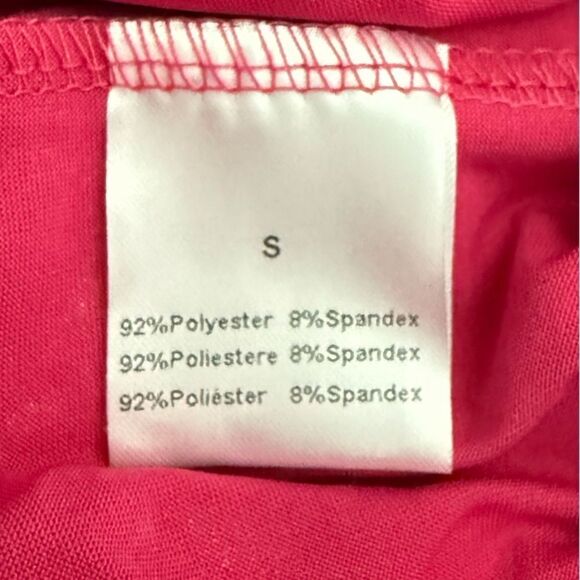 S
92%Polyester 8%Spandex
92%Poliestere 8%Spandex
92%Poliéster 8%Spandex